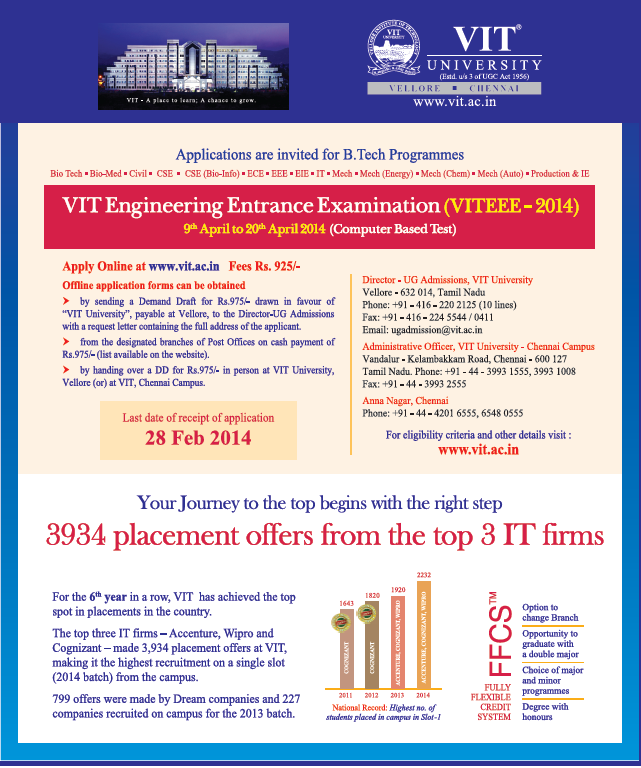 VIT - A place to learn; A chance to grow.
VELLORE INSTITUTE OF TECHNOLOGY
VIT
UNIVERSITY
VIT®
UNIVERSITY
(Estd. u/s 3 of UGC Act 1956)
VELLORE ▪ CHENNAI
www.vit.ac.in
Applications are invited for B.Tech Programmes
Bio Tech ▪ Bio-Med ▪ Civil ▪ CSE ▪ CSE (Bio-Info) ▪ ECE ▪ EEE ▪ EIE ▪ IT ▪ Mech ▪ Mech (Energy) ▪ Mech (Chem) ▪ Mech (Auto) ▪ Production & IE
VIT Engineering Entrance Examination (VITEEE – 2014)
9th April to 20th April 2014 (Computer Based Test)
Apply Online at www.vit.ac.in Fees Rs. 925/-
Offline application forms can be obtained
➤ by sending a Demand Draft for Rs.975/- drawn in favour of
“VIT University”, payable at Vellore, to the Director-UG Admissions
with a request letter containing the full address of the applicant.
➤ from the designated branches of Post Offices on cash payment of
Rs.975/- (list available on the website).
➤ by handing over a DD for Rs.975/- in person at VIT University,
Vellore (or) at VIT, Chennai Campus.
Last date of receipt of application
28 Feb 2014
Director - UG Admissions, VIT University
Vellore - 632 014, Tamil Nadu
Phone: +91 - 416 - 220 2125 (10 lines)
Fax: +91 - 416 - 224 5544 / 0411
Email: ugadmission@vit.ac.in
Administrative Officer, VIT University - Chennai Campus
Vandalur - Kelambakkam Road, Chennai - 600 127
Tamil Nadu. Phone: +91 - 44 - 3993 1555, 3993 1008
Fax: +91 - 44 - 3993 2555
Anna Nagar, Chennai
Phone: +91 - 44 - 4201 6555, 6548 0555
For eligibility criteria and other details visit :
www.vit.ac.in
Your Journey to the top begins with the right step
3934 placement offers from the top 3 IT firms
For the 6th year in a row, VIT has achieved the top
spot in placements in the country.
The top three IT firms – Accenture, Wipro and
Cognizant – made 3,934 placement offers at VIT,
making it the highest recruitment on a single slot
(2014 batch) from the campus.
799 offers were made by Dream companies and 227
companies recruited on campus for the 2013 batch.
1643
1820
1920
2232
COGNIZANT
COGNIZANT
ACCENTURE, COGNIZANT, WIPRO
ACCENTURE, COGNIZANT, WIPRO
2011 2012 2013 2014
National Record: Highest no. of
students placed in campus in Slot-1
FFCS™
FULLY
FLEXIBLE
CREDIT
SYSTEM
Option to
change Branch
Opportunity to
graduate with
a double major
Choice of major
and minor
programmes
Degree with
honours